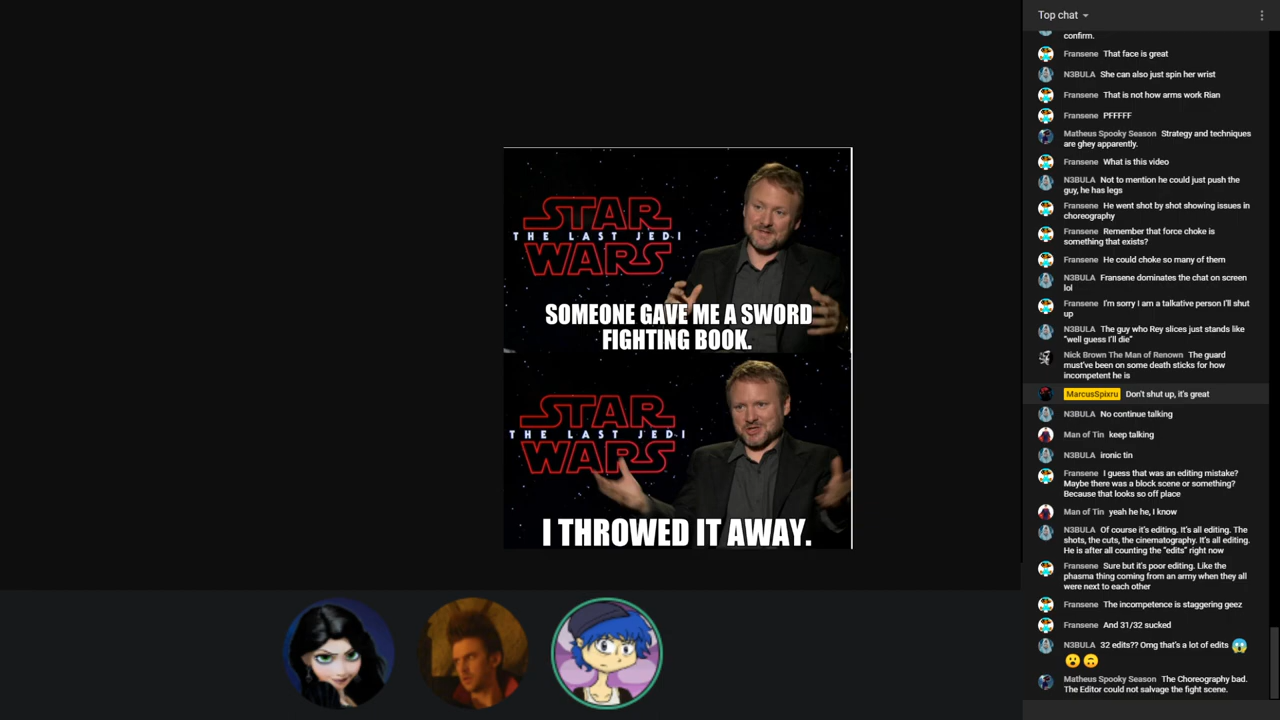 Top chat
confirm.
Fransene That face is great
N3BULA She can also just spin her wrist
Fransene That is not how arms work Rian
Fransene PFFFFF
Matheus Spooky Season Strategy and techniques
are ghey apparently.
Fransene What is this video
N3BULA Not to mention he could just push the
guy, he has legs
Fransene He went shot by shot showing issues in
choreography
Fransene Remember that force choke is
something that exists?
Fransene He could choke so many of them
N3BULA Fransene dominates the chat on screen
lol
Fransene I'm sorry I am a talkative person I'll shut
up
N3BULA The guy who Rey slices just stands like
“well guess I'll die”
Nick Brown The Man of Renown The guard
must've been on some death sticks for how
incompetent he is
MarcusSpixru Don't shut up, it's great
N3BULA No continue talking
Man of Tin keep talking
N3BULA ironic tin
Fransene I guess that was an editing mistake?
Maybe there was a block scene or something?
Because that looks so off place
Man of Tin yeah he he, I know
N3BULA Of course it's editing. It's all editing. The
shots, the cuts, the cinematography. It's all editing.
He is after all counting the “edits” right now
Fransene Sure but it's poor editing. Like the
phasma thing coming from an army when they all
were next to each other
Fransene The incompetence is staggering geez
Fransene And 31/32 sucked
N3BULA 32 edits?? Omg that's a lot of edits
Matheus Spooky Season The Choreography bad.
The Editor could not salvage the fight scene.
STAR
THE LAST JEDI
WARS
SOMEONE GAVE ME A SWORD
FIGHTING BOOK.
STAR
THE LAST JEDI
WARS
I THROWED IT AWAY.